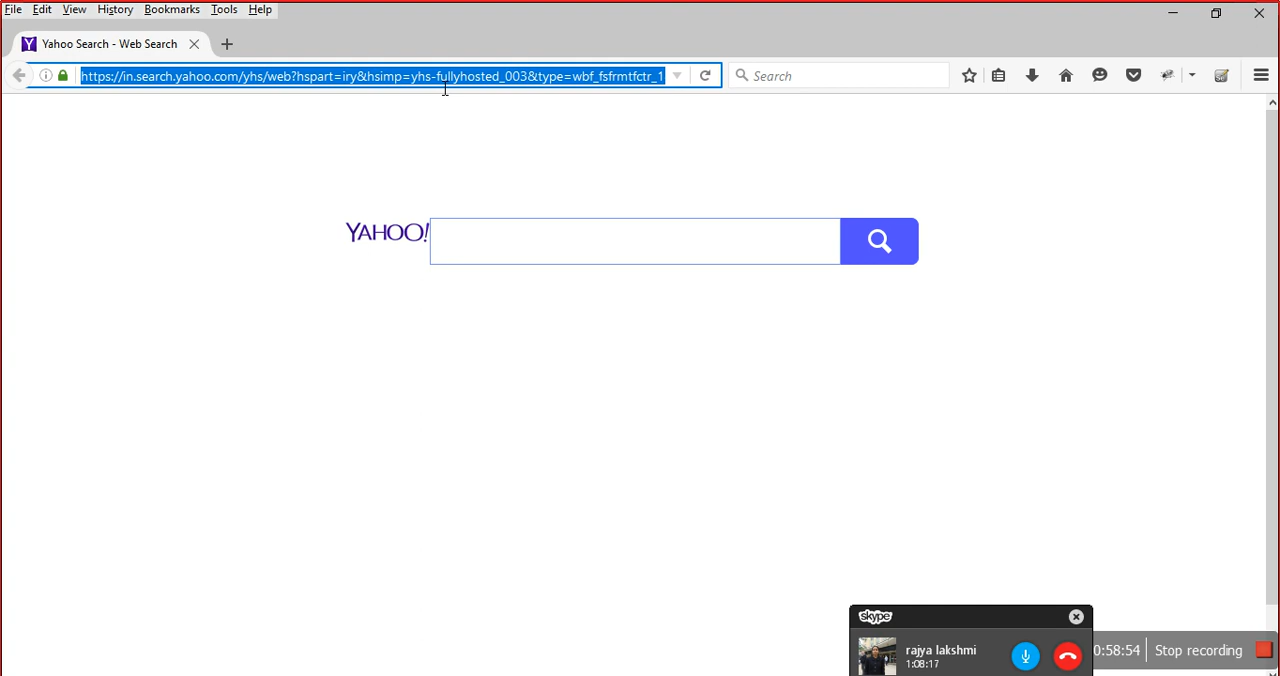 File Edit View History Bookmarks Tools Help
Yahoo Search - Web Search
https://in.search.yahoo.com/yhs/web?hspart=iry&hsimp=yhs-fullyhosted_003&type=wbf_fsfrmtfctr_1
Search
YAHOO!
skype
rajya lakshmi
1:08:17
0:58:54 Stop recording